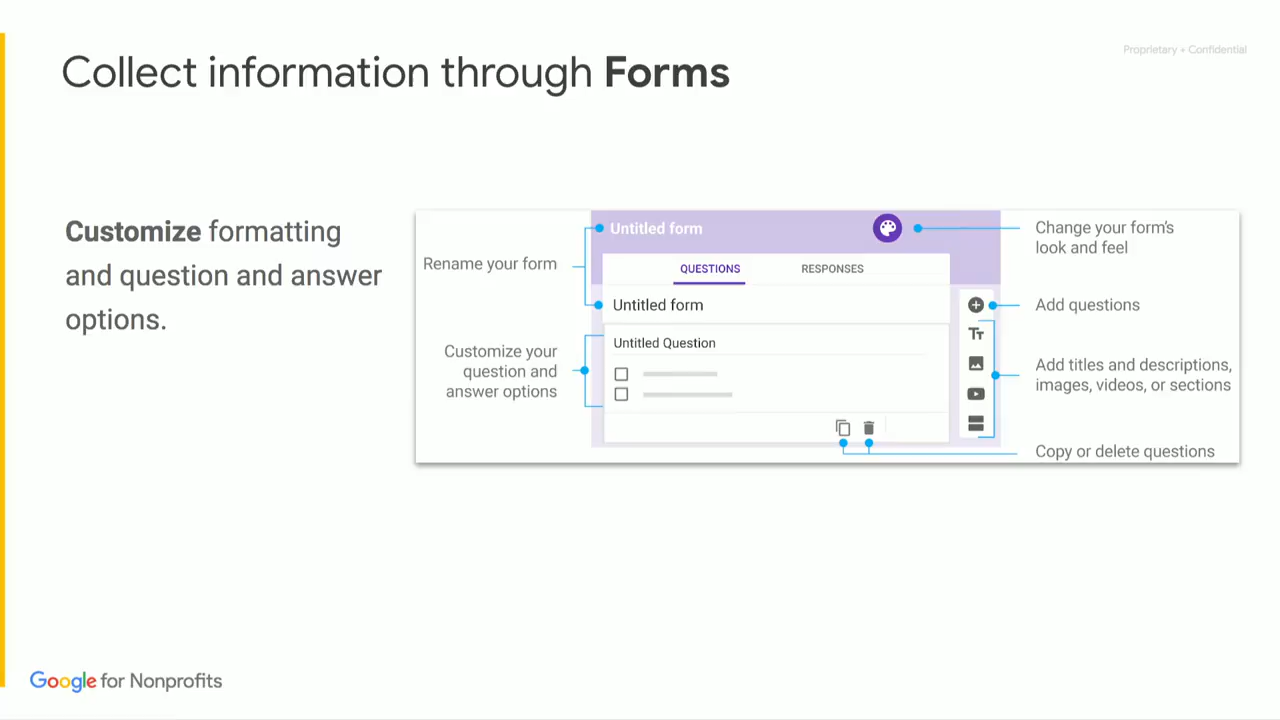 Collect information through Forms
Proprietary + Confidential
Customize formatting
and question and answer
options.
Rename your form
Customize your
question and
answer options
Untitled form
QUESTIONS RESPONSES
Untitled form
Untitled Question
Tт
Change your form's
look and feel
Add questions
Add titles and descriptions,
images, videos, or sections
Copy or delete questions
Google for Nonprofits